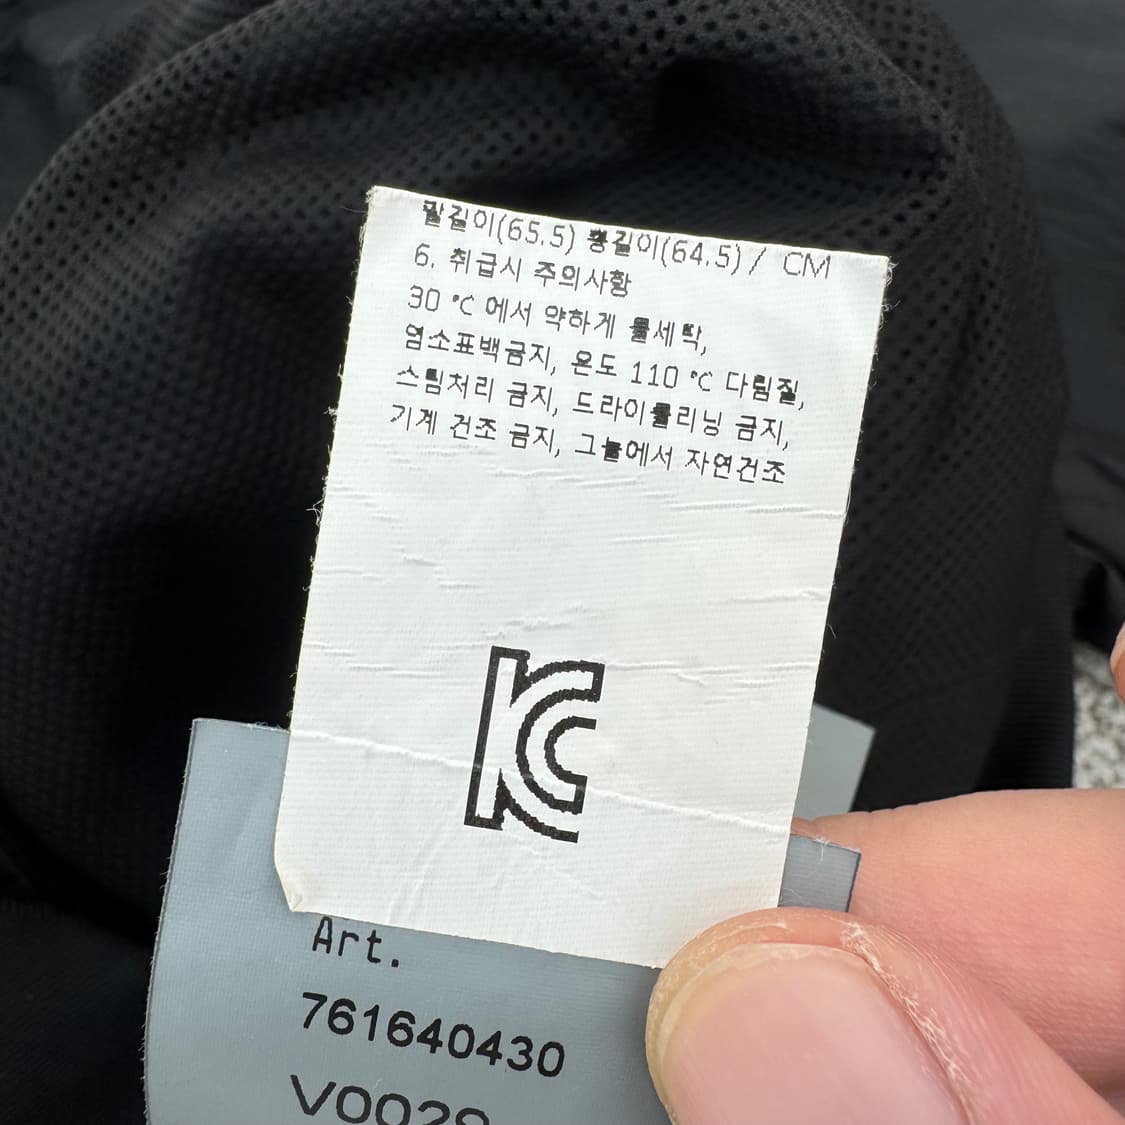 팔길이(65.5) 총길이(64.5) / CM
6. 취급시 주의사항
30 ℃ 에서 약하게 물세탁,
염소표백금지, 온도 110 ℃ 다림질,
스팀처리 금지, 드라이클리닝 금지,
기계 건조 금지, 그늘에서 자연건조
KC
Art.
761640430
V0029